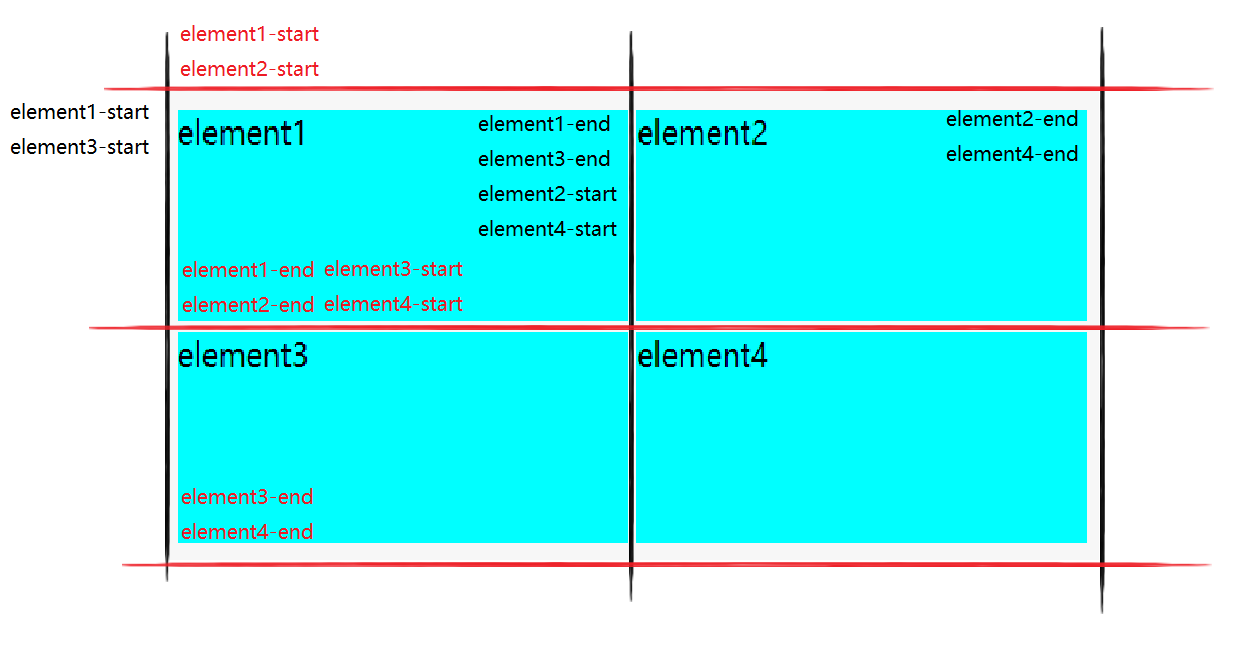 element1-start
element2-start
element1-start
element3-start
element1
element1-end
element3-end
element2-start
element4-start
element2
element2-end
element4-end
element1-end element3-start
element2-end element4-start
element3
element4
element3-end
element4-end